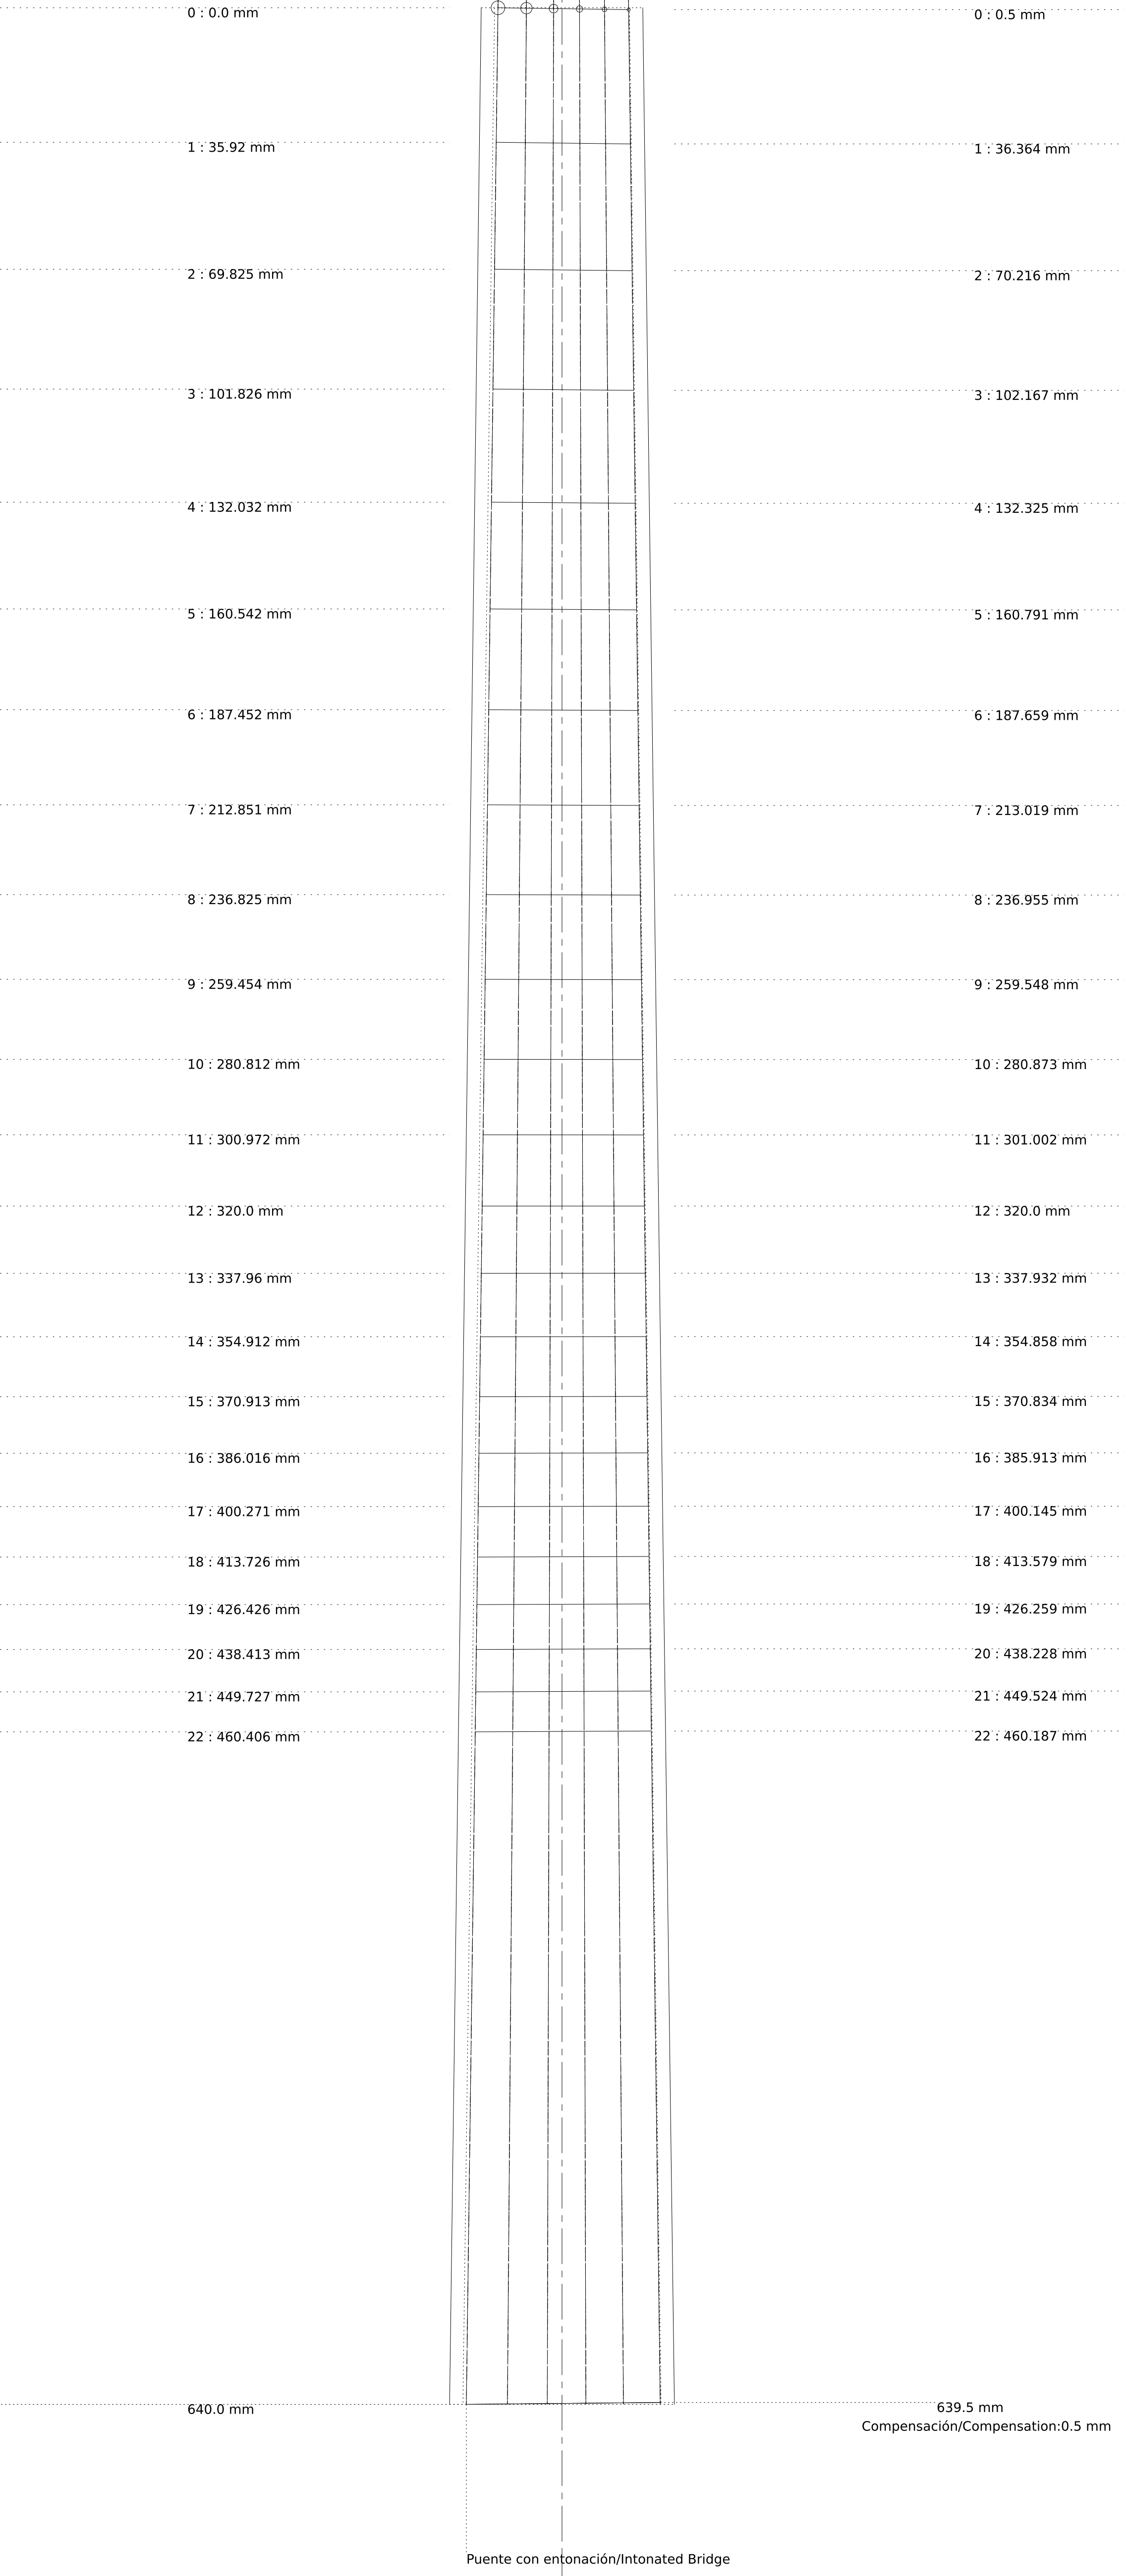 0 : 0.0 mm
0 : 0.5 mm
1 : 35.92 mm
1 : 36.364 mm
2 : 69.825 mm
2 : 70.216 mm
3 : 101.826 mm
3 : 102.167 mm
4 : 132.032 mm
4 : 132.325 mm
5 : 160.542 mm
5 : 160.791 mm
6 : 187.452 mm
6 : 187.659 mm
7 : 212.851 mm
7 : 213.019 mm
8 : 236.825 mm
8 : 236.955 mm
9 : 259.454 mm
9 : 259.548 mm
10 : 280.812 mm
10 : 280.873 mm
11 : 300.972 mm
11 : 301.002 mm
12 : 320.0 mm
12 : 320.0 mm
13 : 337.96 mm
13 : 337.932 mm
14 : 354.912 mm
14 : 354.858 mm
15 : 370.913 mm
15 : 370.834 mm
16 : 386.016 mm
16 : 385.913 mm
17 : 400.271 mm
17 : 400.145 mm
18 : 413.726 mm
18 : 413.579 mm
19 : 426.426 mm
19 : 426.259 mm
20 : 438.413 mm
20 : 438.228 mm
21 : 449.727 mm
21 : 449.524 mm
22 : 460.406 mm
22 : 460.187 mm
640.0 mm
639.5 mm
Compensación/Compensation:0.5 mm
Puente con entonación/Intonated Bridge